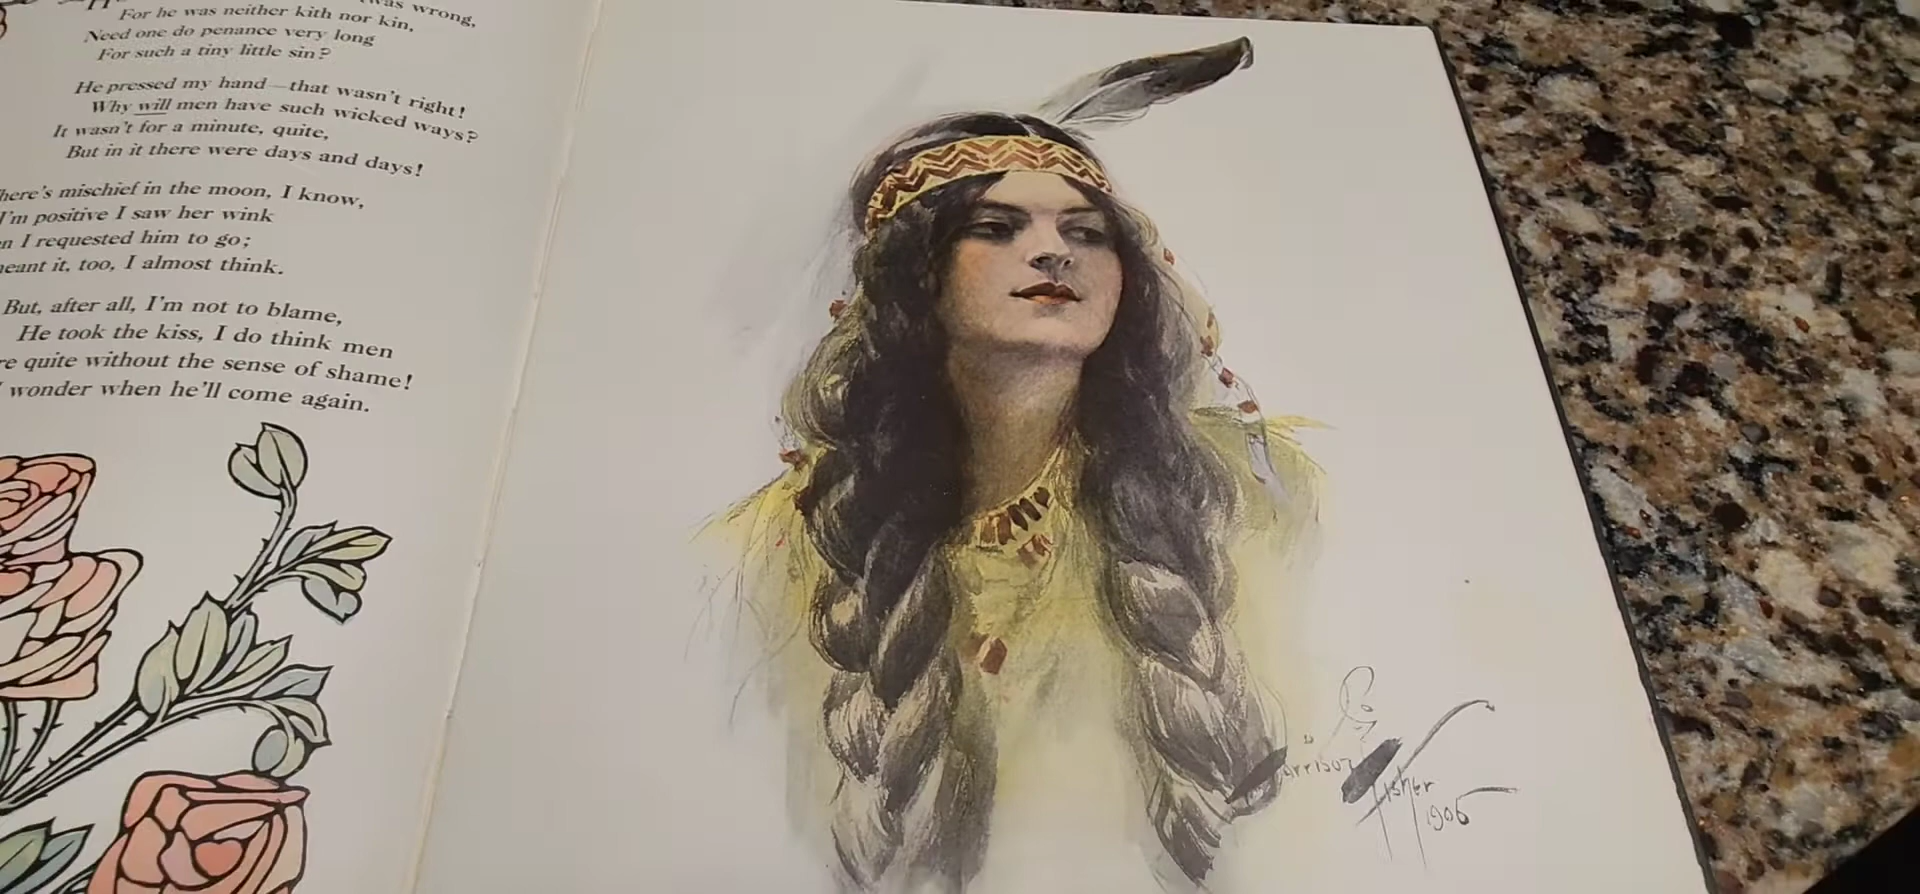 was wrong,
For he was neither kith nor kin,
Need one do penance very long
For such a tiny little sin?
He pressed my hand—that wasn't right!
Why will men have such wicked ways?
It wasn't for a minute, quite,
But in it there were days and days!
here's mischief in the moon, I know,
I'm positive I saw her wink
n I requested him to go;
eant it, too, I almost think.
But, after all, I'm not to blame,
He took the kiss, I do think men
re quite without the sense of shame!
I wonder when he'll come again.
Harrison
Fisher
1906